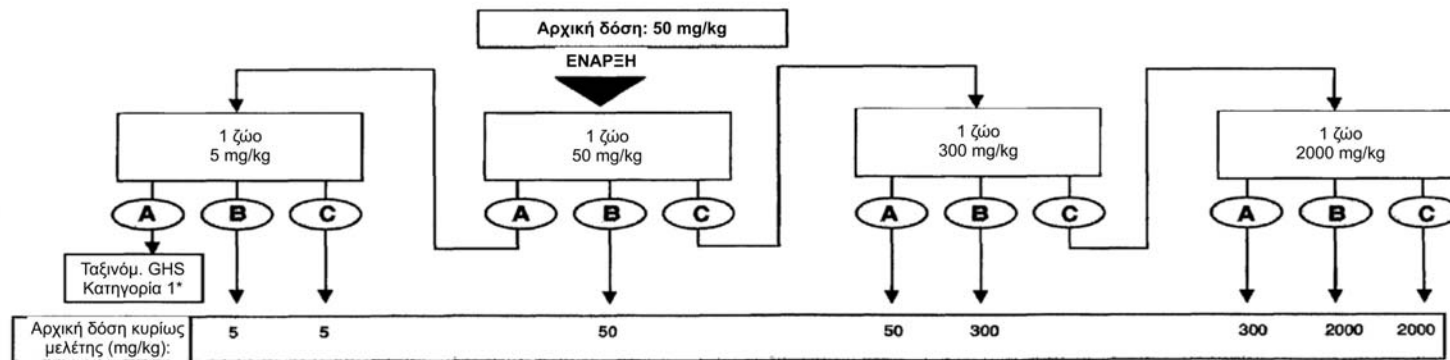 Αρχική δόση: 50 mg/kg
ΕΝΑΡΞΗ
1 ζώο
5 mg/kg
1 ζώο
50 mg/kg
1 ζώο
300 mg/kg
1 ζώο
2000 mg/kg
A B C A B C A B C A B C
Ταξινόμ. GHS
Κατηγορία 1*
Αρχική δόση κυρίως
μελέτης (mg/kg):
5 5 50 50 300 300 2000 2000